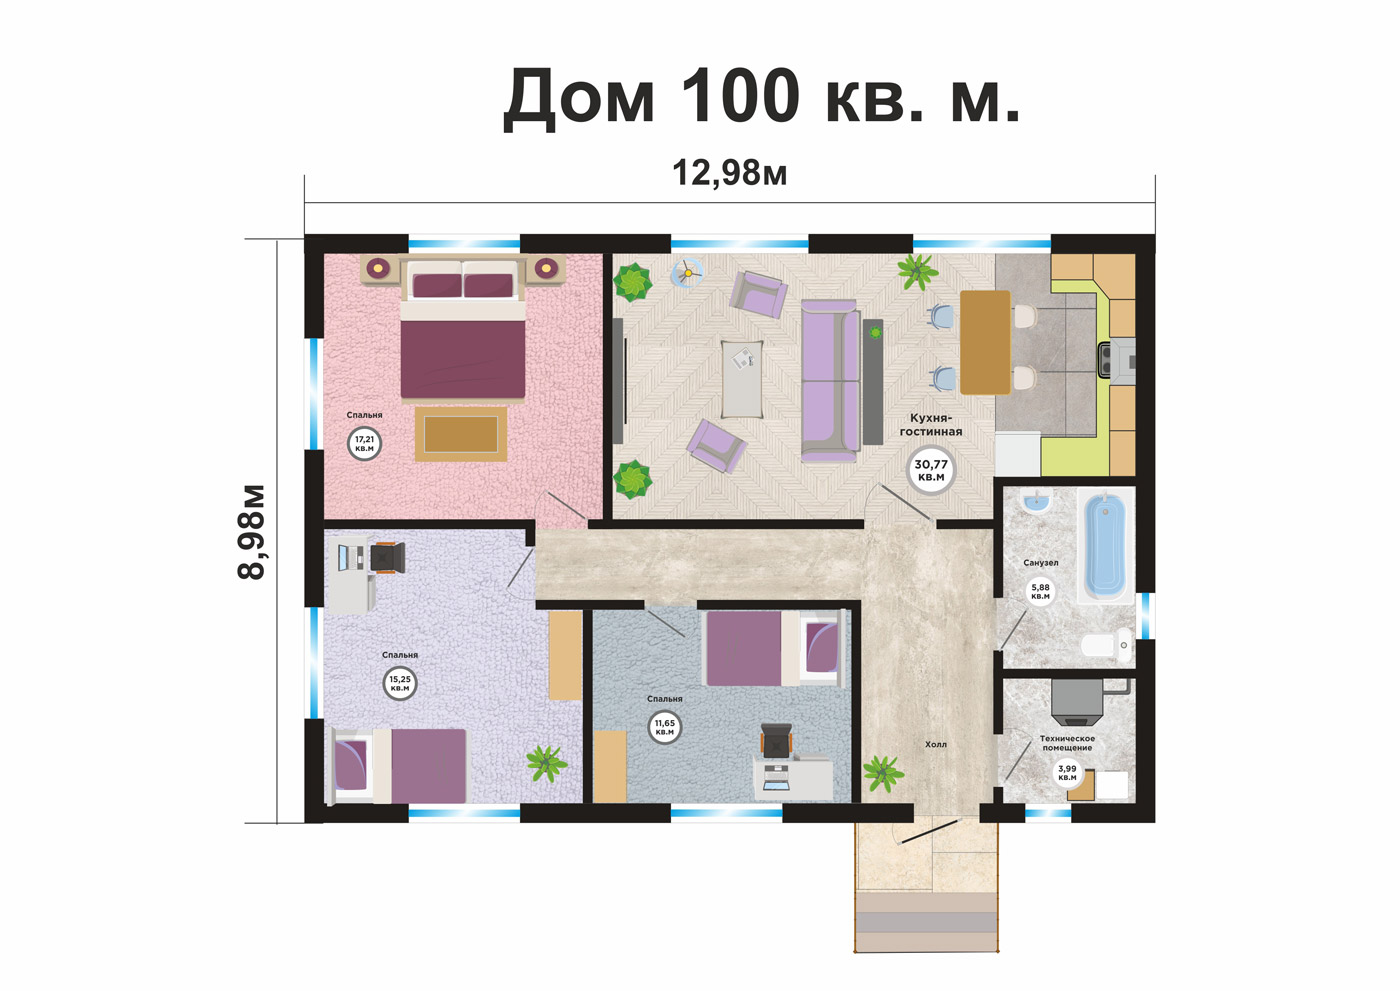 Дом 100 кв. м.
12,98м
8,98м
Спальня
17,21
кв.м
Кухня-
гостинная
30,77
кв.м
Санузел
5,88
кв.м
Спальня
15,25
кв.м
Спальня
11,65
кв.м
Холл
Техническое
помещение
3,99
кв.м